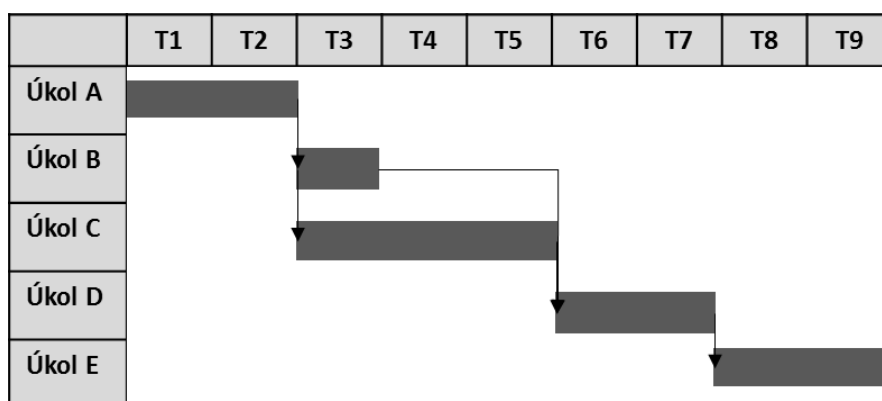 T1 T2 T3 T4 T5 T6 T7 T8 T9
Úkol A
Úkol B
Úkol C
Úkol D
Úkol E